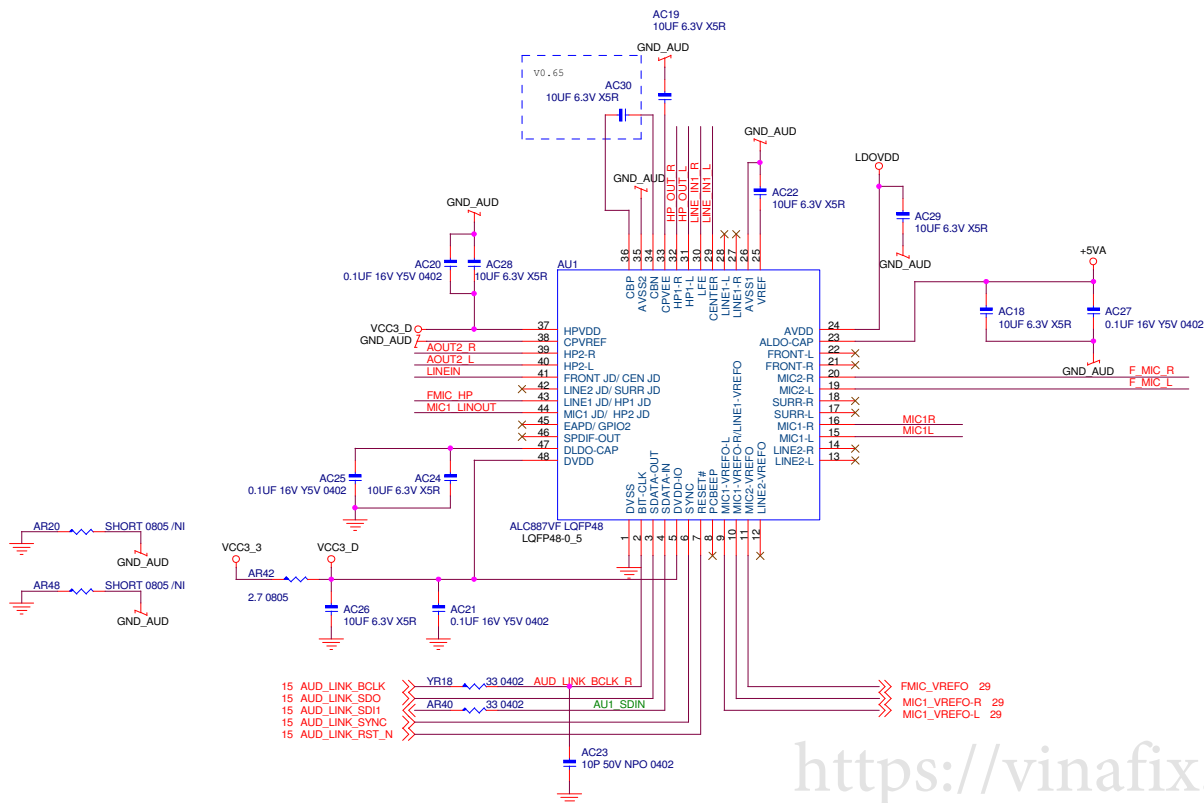 AC19
10UF 6.3V X5R
GND_AUD
V0.65
AC30
10UF 6.3V X5R
GND_AUD
LDOVDD
GND_AUD
HP_OUT_R
HP_OUT_L
LINE_IN1_R
LINE_IN1_L
AC22
10UF 6.3V X5R
AC29
10UF 6.3V X5R
GND_AUD
GND_AUD
+5VA
AC20
0.1UF 16V Y5V 0402
AC28
10UF 6.3V X5R
AU1
36
35
34
33
32
31
30
29
28
27
26
25
CBP
AVSS2
CBN
CPVEE
HP1-R
HP1-L
LFE
CENTER
LINE1-L
LINE1-R
AVSS1
VREF
AC18
10UF 6.3V X5R
AC27
0.1UF 16V Y5V 0402
GND_AUD
VCC3_D
GND_AUD
AOUT2_R
AOUT2_L
LINEIN
FMIC_HP
MIC1_LINOUT
37 HPVDD
38 CPVREF
39 HP2-R
40 HP2-L
41 FRONT JD/ CEN JD
42 LINE2 JD/ SURR JD
43 LINE1 JD/ HP1 JD
44 MIC1 JD/ HP2 JD
45 EAPD/ GPIO2
46 SPDIF-OUT
47 DLDO-CAP
48 DVDD
AVDD 24
ALDO-CAP 23
FRONT-L 22
FRONT-R 21
MIC2-R 20
MIC2-L 19
SURR-R 18
SURR-L 17
MIC1-R 16
MIC1-L 15
LINE2-R 14
LINE2-L 13
F_MIC_R
F_MIC_L
MIC1R
MIC1L
AC25
0.1UF 16V Y5V 0402
AC24
10UF 6.3V X5R
DVSS
BIT-CLK
SDATA-OUT
SDATA-IN
DVDD-IO
SYNC
RESET#
PCBEEP
MIC1-VREFO-L
MIC1-VREFO-R/LINE1-VREFO
MIC2-VREFO
LINE2-VREFO
1
2
3
4
5
6
7
8
9
10
11
12
ALC887VF LQFP48
LQFP48-0_5
AR20
SHORT 0805 /NI
GND_AUD
AR48
SHORT 0805 /NI
GND_AUD
VCC3_3
VCC3_D
AR42
2.7 0805
AC26
10UF 6.3V X5R
AC21
0.1UF 16V Y5V 0402
15 AUD_LINK_BCLK
YR18
33 0402
AUD_LINK_BCLK_R
15 AUD_LINK_SDO
15 AUD_LINK_SDI1
AR40
33 0402
AU1_SDIN
15 AUD_LINK_SYNC
15 AUD_LINK_RST_N
FMIC_VREFO 29
MIC1_VREFO-R 29
MIC1_VREFO-L 29
AC23
10P 50V NPO 0402
https://vinafix